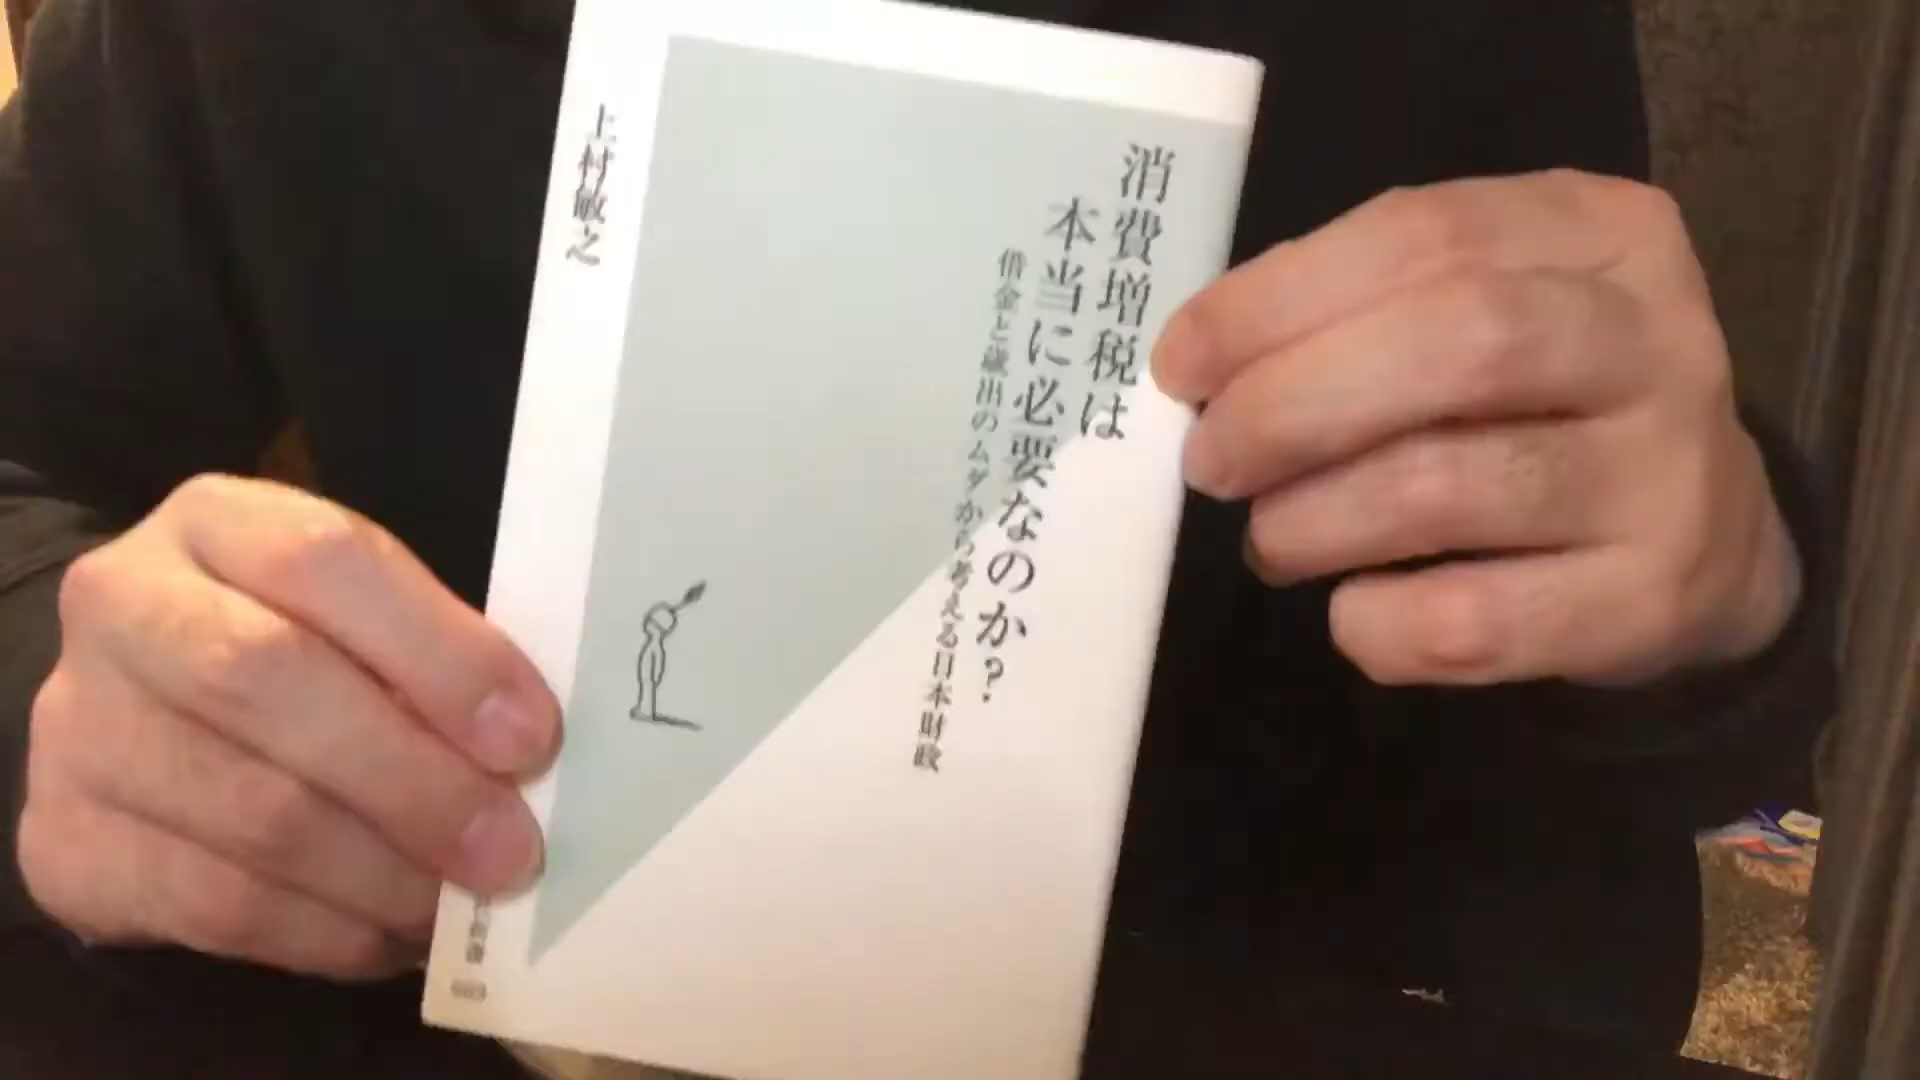 消費増税は
本当に必要なのか?
借金と歳出のムダから考える日本財政
上村敏之